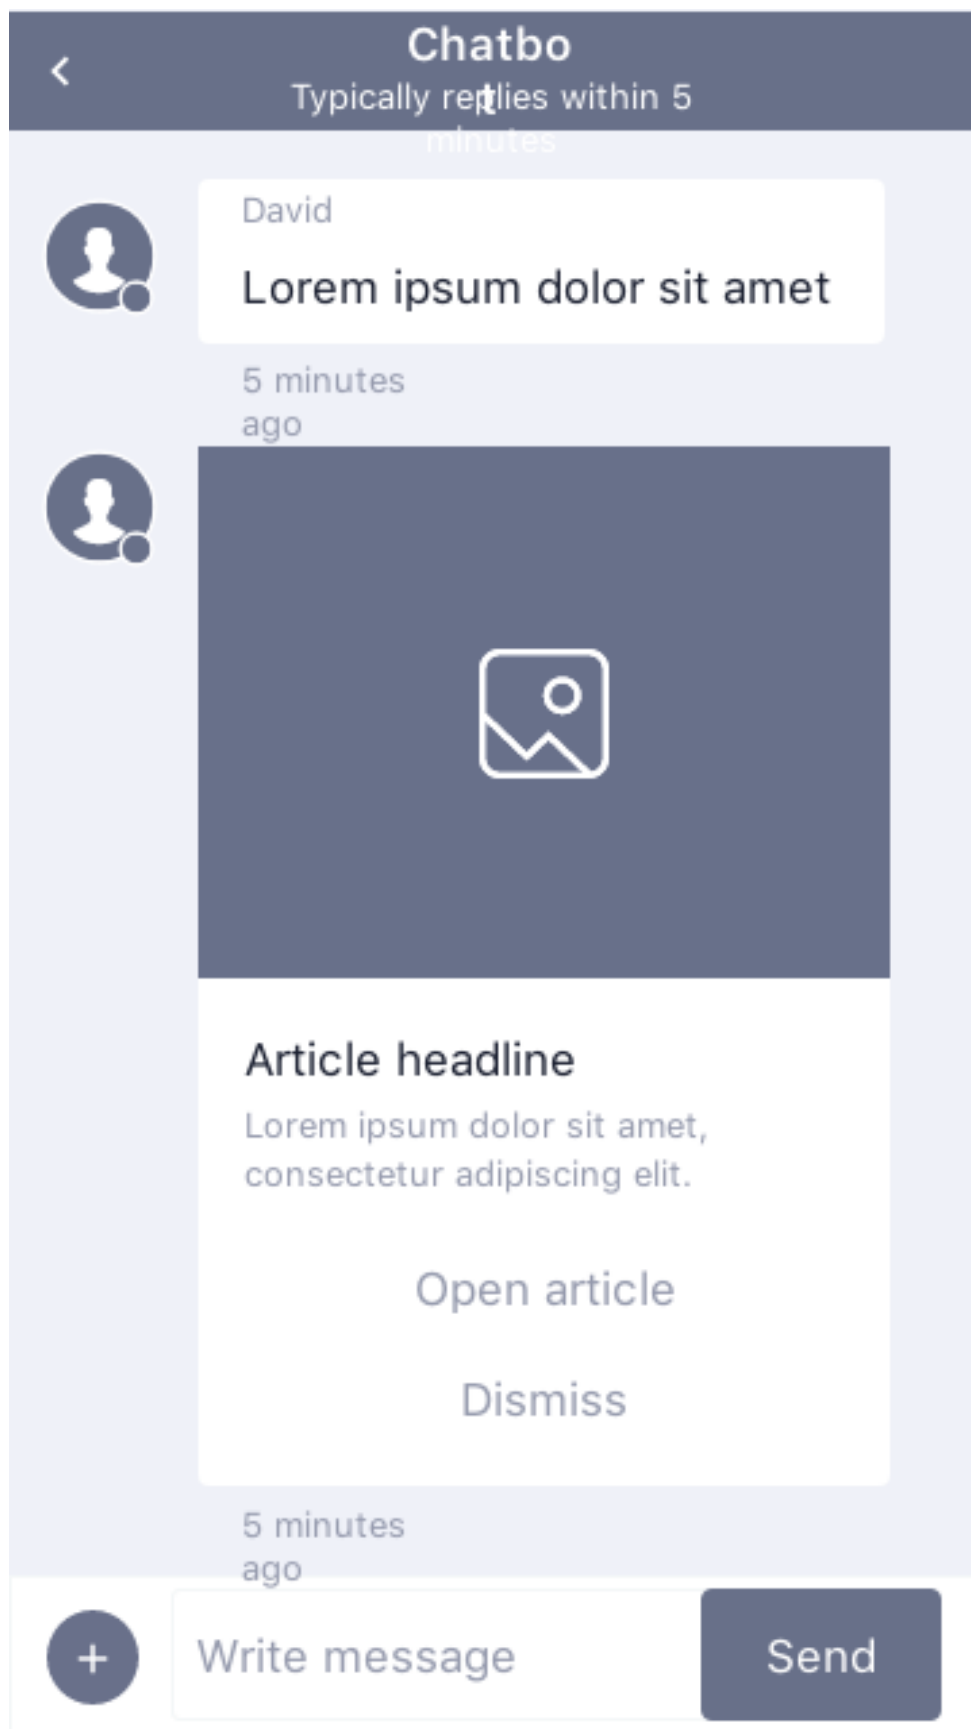 Chatbo
t
Typically replies within 5
minutes
David
Lorem ipsum dolor sit amet
5 minutes
ago
Article headline
Lorem ipsum dolor sit amet,
consectetur adipiscing elit.
Open article
Dismiss
5 minutes
ago
Write message
Send